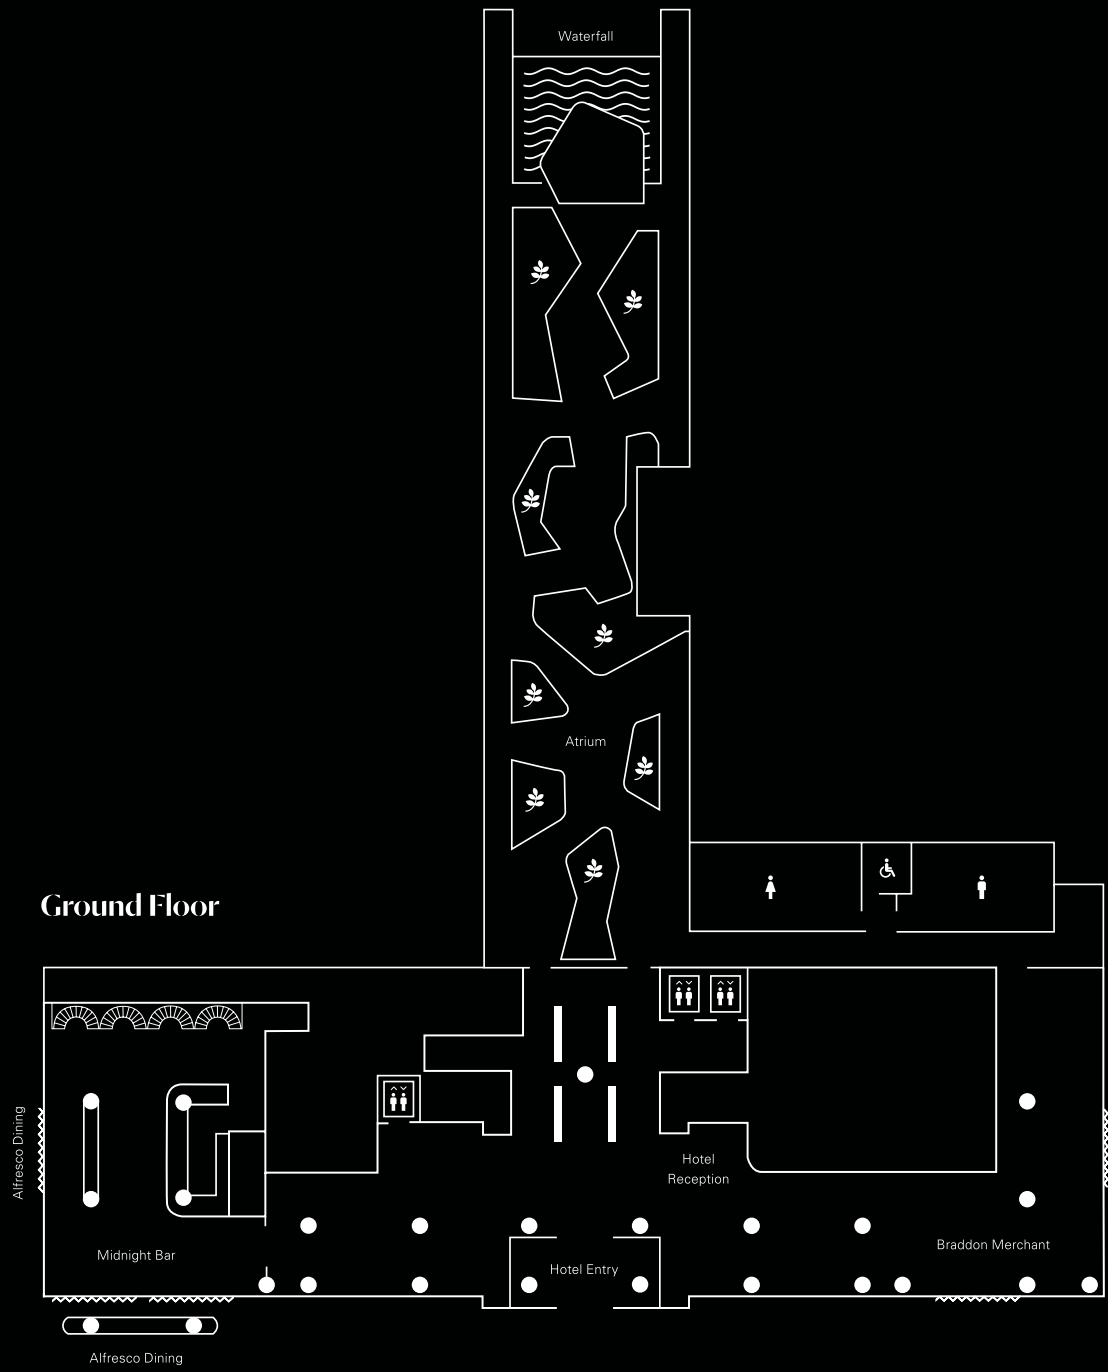 Waterfall
Atrium
Ground Floor
Alfresco Dining
Hotel
Reception
Midnight Bar
Hotel Entry
Braddon Merchant
Alfresco Dining